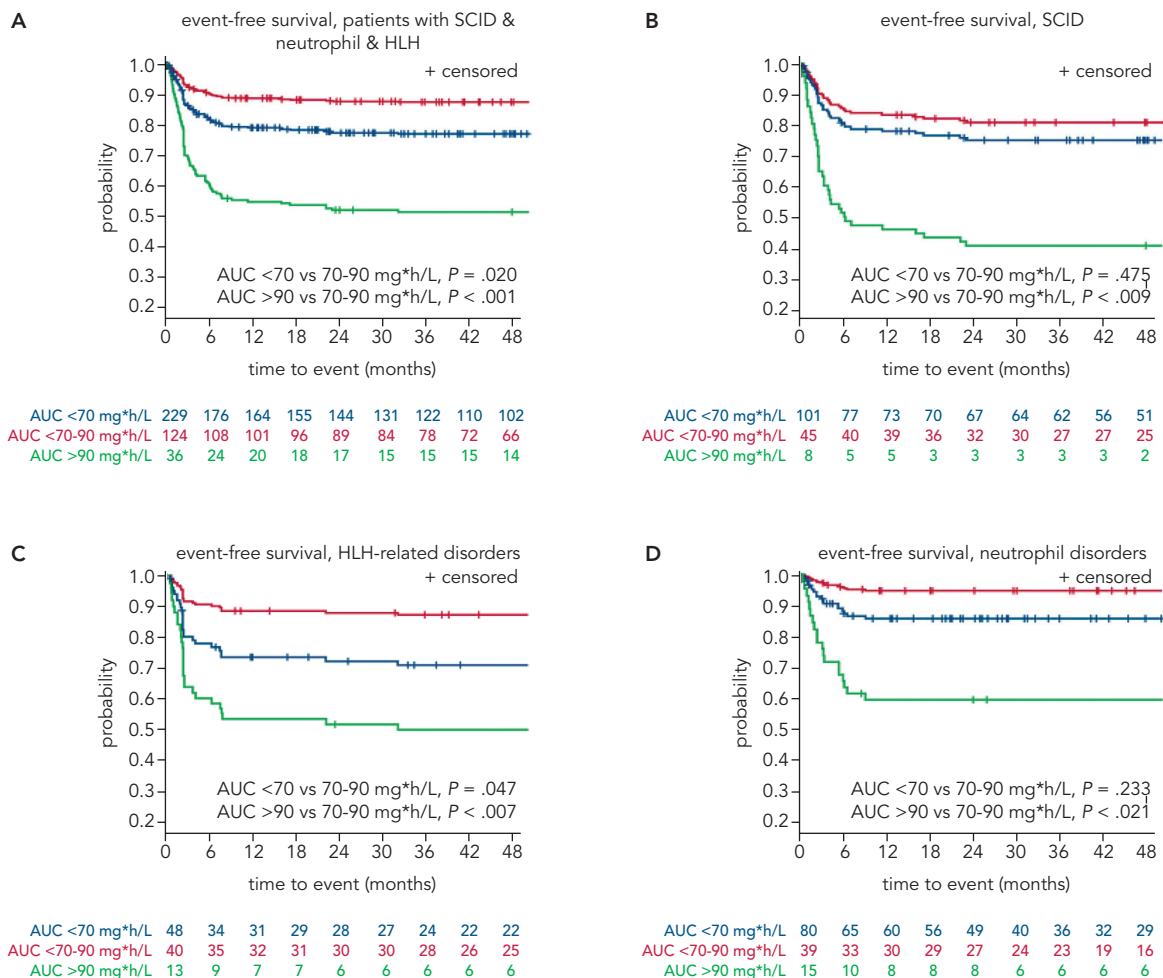 A
event-free survival, patients with SCID &
neutrophil & HLH
+ censored
1.0
0.9
0.8
0.7
0.6
0.5
0.4
0.3
0.2
probability
AUC <70 vs 70-90 mg*h/L, P = .020
AUC >90 vs 70-90 mg*h/L, P < .001
0 6 12 18 24 30 36 42 48
time to event (months)
AUC <70 mg*h/L 229 176 164 155 144 131 122 110 102
AUC <70-90 mg*h/L 124 108 101 96 89 84 78 72 66
AUC >90 mg*h/L 36 24 20 18 17 15 15 15 14
B
event-free survival, SCID
+ censored
1.0
0.9
0.8
0.7
0.6
0.5
0.4
0.3
0.2
probability
AUC <70 vs 70-90 mg*h/L, P = .475
AUC >90 vs 70-90 mg*h/L, P < .009
0 6 12 18 24 30 36 42 48
time to event (months)
AUC <70 mg*h/L 101 77 73 70 67 64 62 56 51
AUC <70-90 mg*h/L 45 40 39 36 32 30 27 27 25
AUC >90 mg*h/L 8 5 5 3 3 3 3 3 2
C
event-free survival, HLH-related disorders
+ censored
1.0
0.9
0.8
0.7
0.6
0.5
0.4
0.3
0.2
probability
AUC <70 vs 70-90 mg*h/L, P = .047
AUC >90 vs 70-90 mg*h/L, P < .007
0 6 12 18 24 30 36 42 48
time to event (months)
AUC <70 mg*h/L 48 34 31 29 28 27 24 22 22
AUC <70-90 mg*h/L 40 35 32 31 30 30 28 26 25
AUC >90 mg*h/L 13 9 7 7 6 6 6 6 6
D
event-free survival, neutrophil disorders
+ censored
1.0
0.9
0.8
0.7
0.6
0.5
0.4
0.3
0.2
probability
AUC <70 vs 70-90 mg*h/L, P = .233
AUC >90 vs 70-90 mg*h/L, P < .021
0 6 12 18 24 30 36 42 48
time to event (months)
AUC <70 mg*h/L 80 65 60 56 49 40 36 32 29
AUC <70-90 mg*h/L 39 33 30 29 27 24 23 19 16
AUC >90 mg*h/L 15 10 8 8 8 6 6 6 6